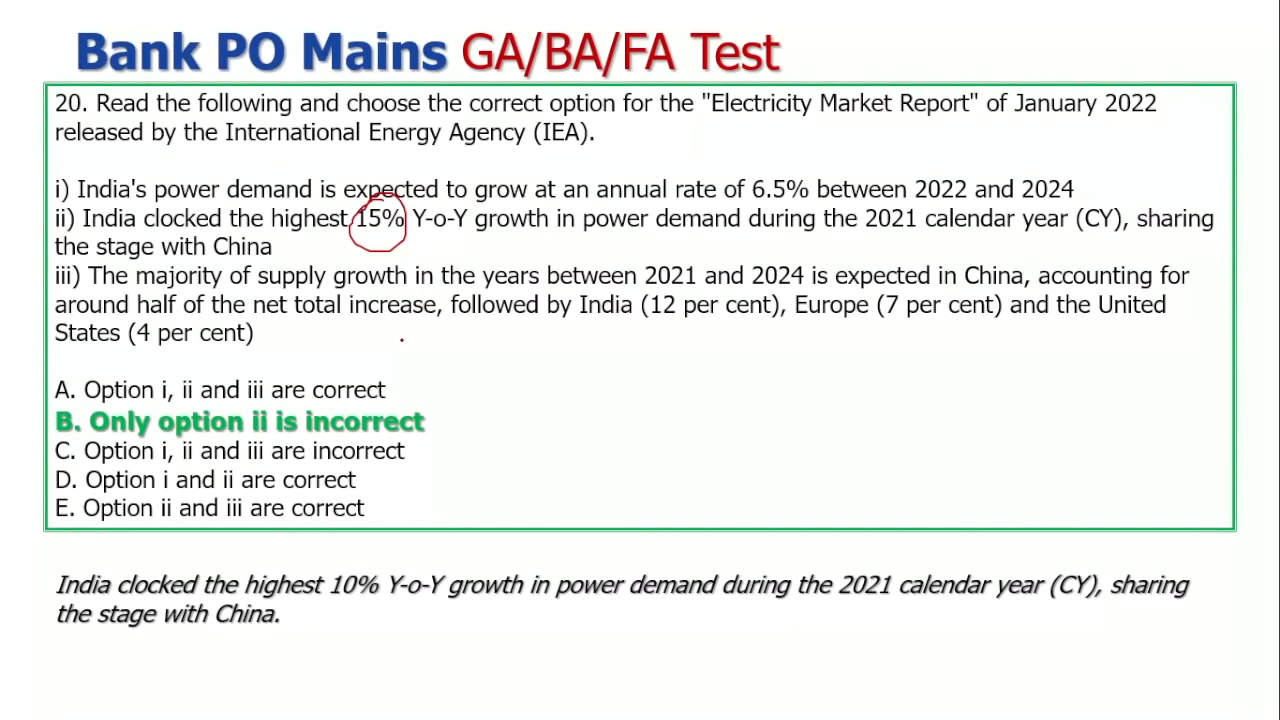 Bank PO Mains GA/BA/FA Test
20. Read the following and choose the correct option for the "Electricity Market Report" of January 2022
released by the International Energy Agency (IEA).
i) India's power demand is expected to grow at an annual rate of 6.5% between 2022 and 2024
ii) India clocked the highest 15% Y-o-Y growth in power demand during the 2021 calendar year (CY), sharing
the stage with China
iii) The majority of supply growth in the years between 2021 and 2024 is expected in China, accounting for
around half of the net total increase, followed by India (12 per cent), Europe (7 per cent) and the United
States (4 per cent)
A. Option i, ii and iii are correct
B. Only option ii is incorrect
C. Option i, ii and iii are incorrect
D. Option i and ii are correct
E. Option ii and iii are correct
India clocked the highest 10% Y-o-Y growth in power demand during the 2021 calendar year (CY), sharing
the stage with China.